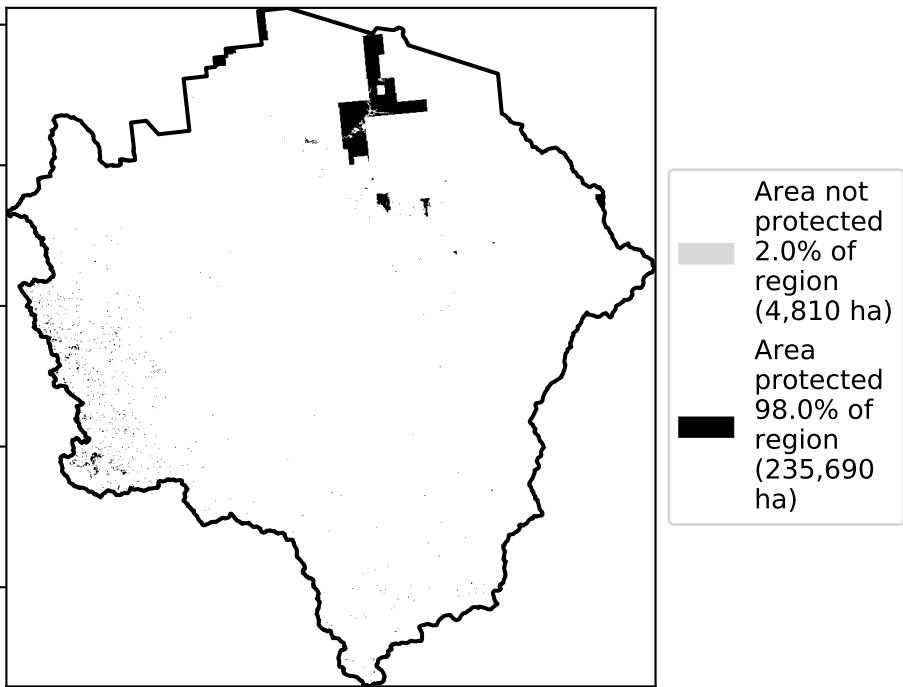 Area not
protected
2.0% of
region
(4,810 ha)
Area
protected
98.0% of
region
(235,690
ha)